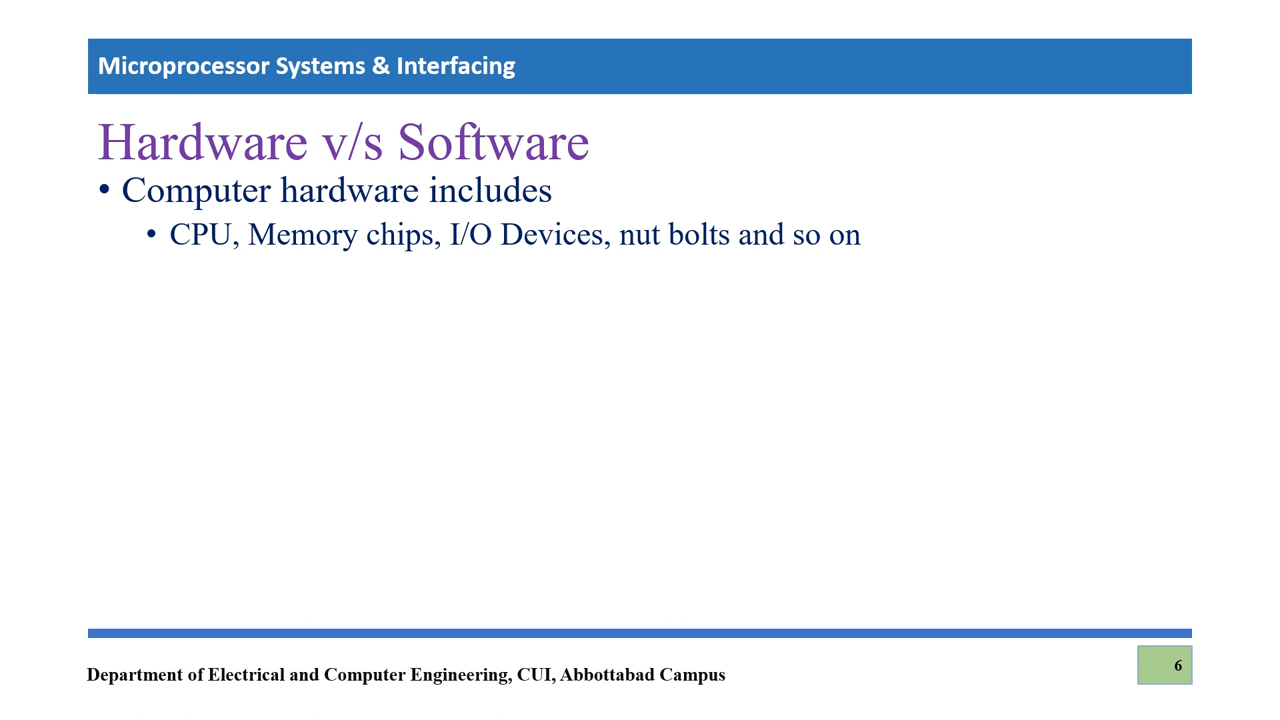 Microprocessor Systems & Interfacing
Hardware v/s Software
• Computer hardware includes
• CPU, Memory chips, I/O Devices, nut bolts and so on
Department of Electrical and Computer Engineering, CUI, Abbottabad Campus
6